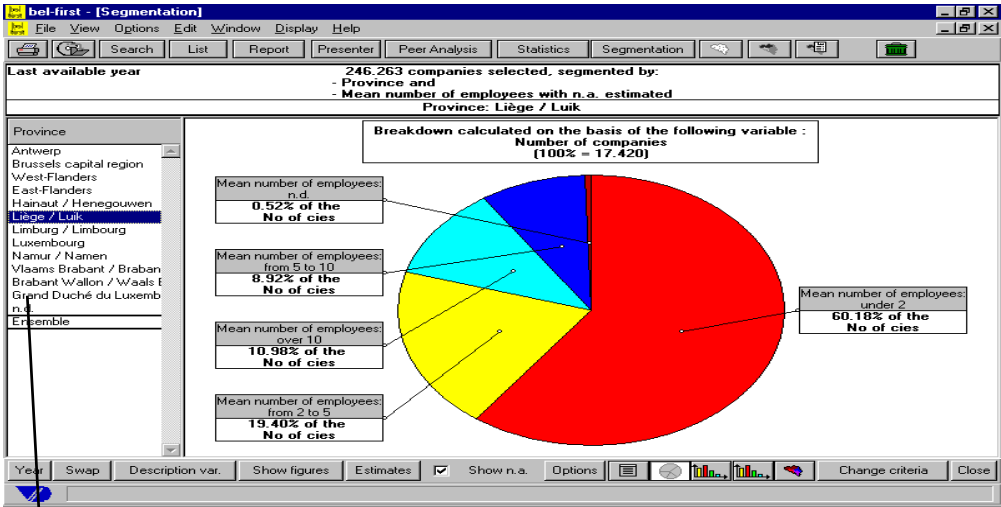 bel-first - [Segmentation]
File View Options Edit Window Display Help
Search List Report Presenter Peer Analysis Statistics Segmentation
Last available year
246.263 companies selected, segmented by:
- Province and
- Mean number of employees with n.a. estimated
Province: Liège / Luik
Province
Antwerp
Brussels capital region
West-Flanders
East-Flanders
Hainaut / Henegouwen
Liège / Luik
Limburg / Limbourg
Luxembourg
Namur / Namen
Vlaams Brabant / Braban
Brabant Wallon / Waals B
Grand Duché du Luxemb
n.d.
Ensemble
Breakdown calculated on the basis of the following variable :
Number of companies
(100% = 17.420)
Mean number of employees:
n.d.
0.52% of the
No of cies
Mean number of employees:
from 5 to 10
8.92% of the
No of cies
Mean number of employees:
over 10
10.98% of the
No of cies
Mean number of employees:
from 2 to 5
19.40% of the
No of cies
Mean number of employees:
under 2
60.18% of the
No of cies
Year Swap Description var. Show figures Estimates Show n.a. Options Change criteria Close